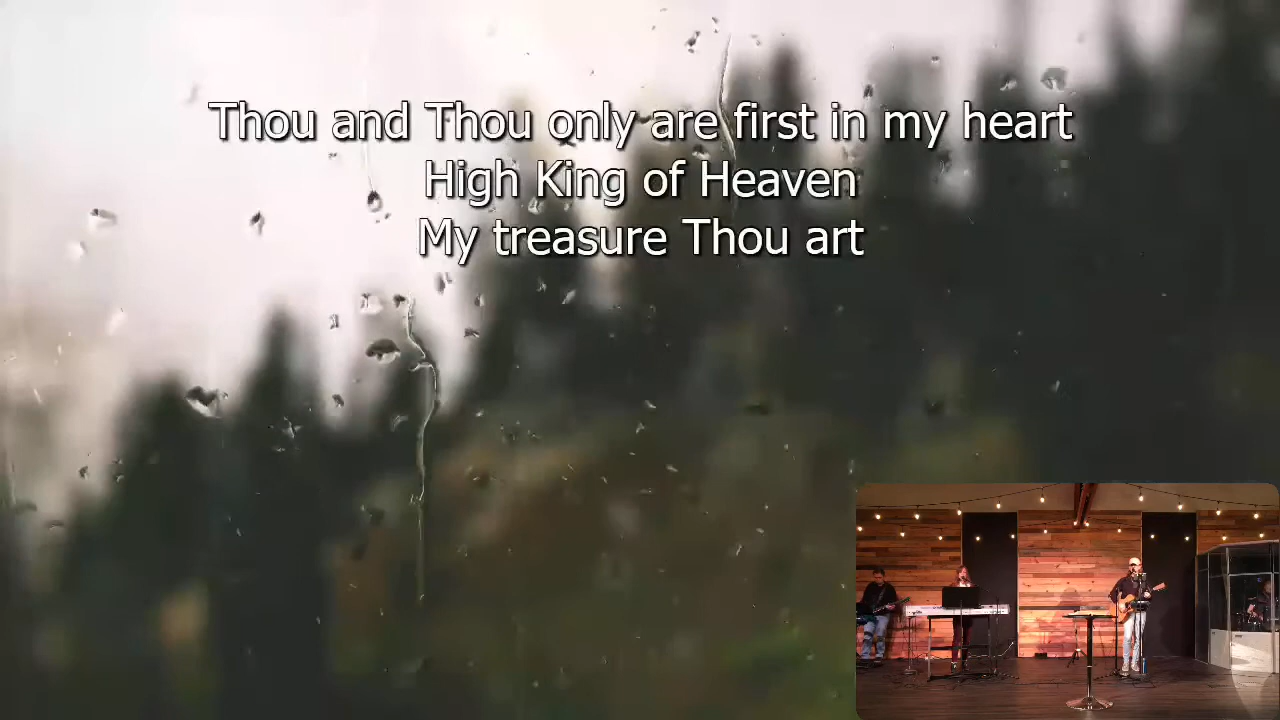 Thou and Thou only are first in my heart
High King of Heaven
My treasure Thou art